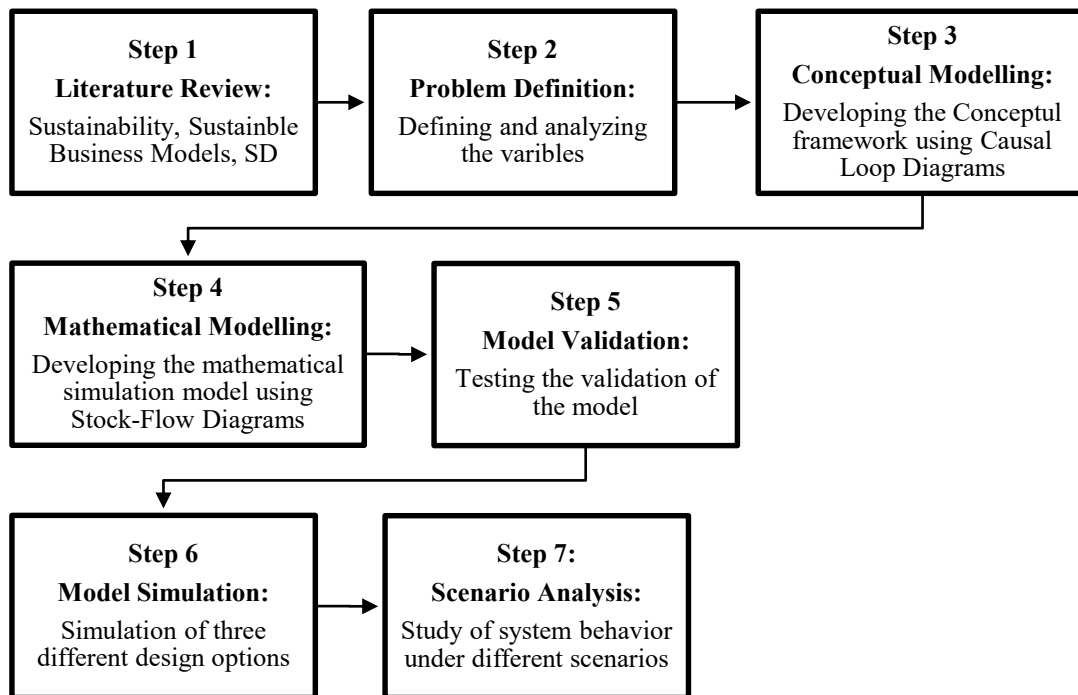 Step 1
Literature Review:
Sustainability, Sustainble
Business Models, SD
Step 2
Problem Definition:
Defining and analyzing
the varibles
Step 3
Conceptual Modelling:
Developing the Conceptul
framework using Causal
Loop Diagrams
Step 4
Mathematical Modelling:
Developing the mathematical
simulation model using
Stock-Flow Diagrams
Step 5
Model Validation:
Testing the validation of
the model
Step 6
Model Simulation:
Simulation of three
different design options
Step 7:
Scenario Analysis:
Study of system behavior
under different scenarios